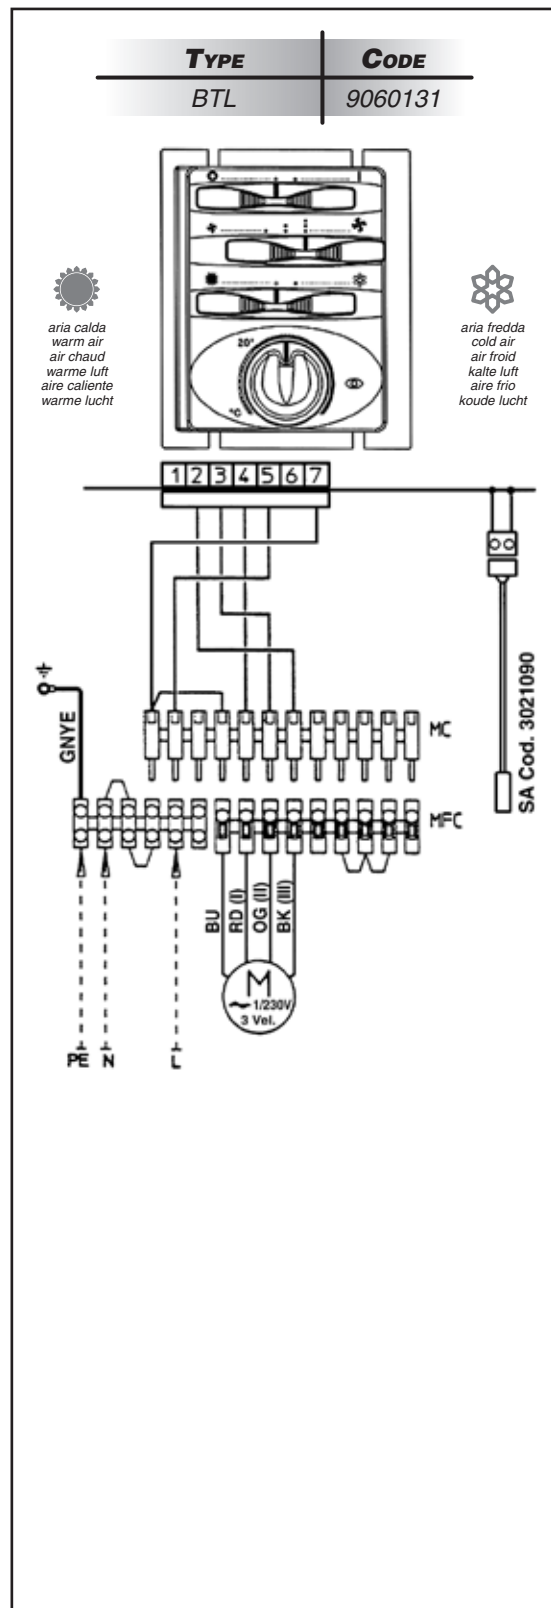 TYPE CODE
BTL 9060131
20°
°C
aria calda
warm air
air chaud
warme luft
aire caliente
warme lucht
aria fredda
cold air
air froid
kalte luft
aire frio
koude lucht
1 2 3 4 5 6 7
SA Cod. 3021090
GNYE
MC
MFC
BU
RD (I)
OG (II)
BK (III)
M
~ 1/230V
3 Vel.
PE N L